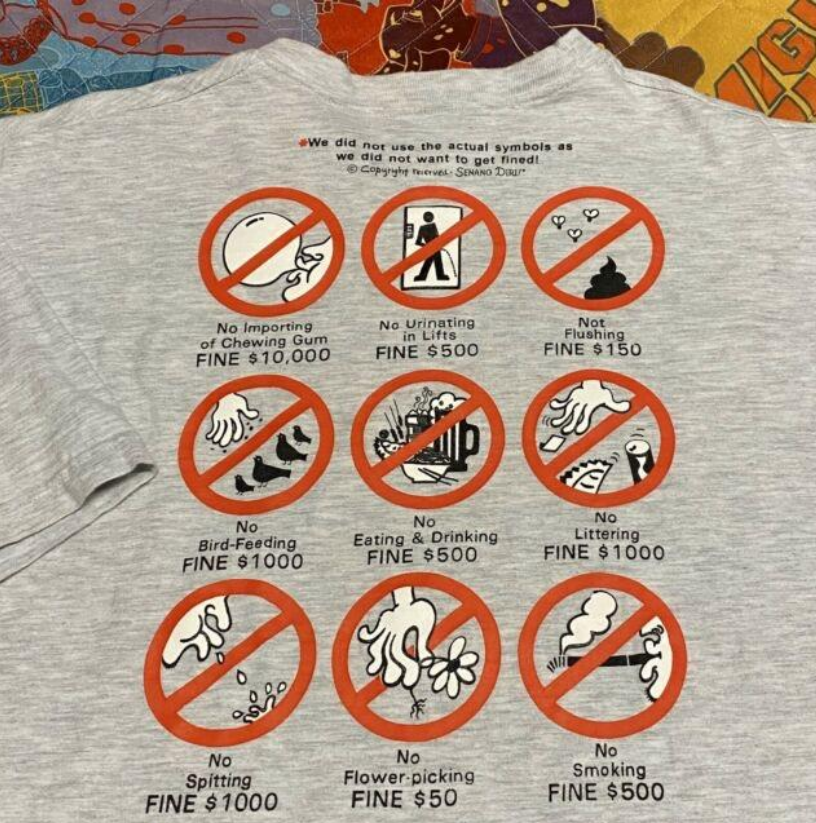 *We did not use the actual symbols as
we did not want to get fined!
© Copyright reserved.
No Importing
of Chewing Gum
FINE $10,000
No Urinating
in Lifts
FINE $500
Not
Flushing
FINE $150
No
Bird-Feeding
FINE $1000
No
Eating & Drinking
FINE $500
No
Littering
FINE $1000
No
Spitting
FINE $1000
No
Flower-picking
FINE $50
No
Smoking
FINE $500